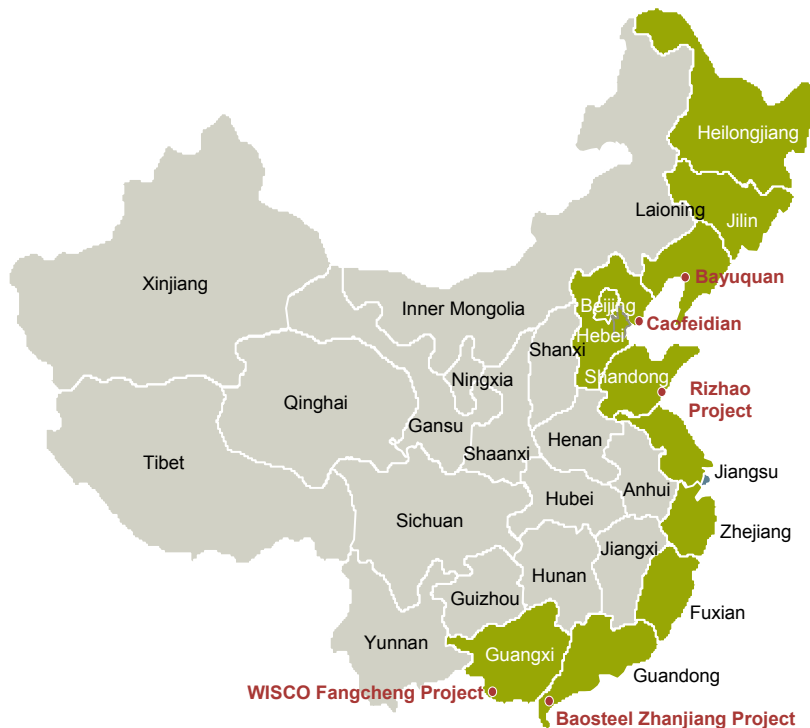 Heilongjiang
Laioning
Jilin
Bayuquan
Xinjiang
Inner Mongolia
Beijing
Caofeidian
Hebei
Shanxi
Ningxia
Shandong
Rizhao
Project
Qinghai
Gansu
Henan
Shaanxi
Tibet
Jiangsu
Anhui
Hubei
Sichuan
Zhejiang
Jiangxi
Hunan
Guizhou
Fuxian
Yunnan
Guangxi
Guandong
WISCO Fangcheng Project
Baosteel Zhanjiang Project